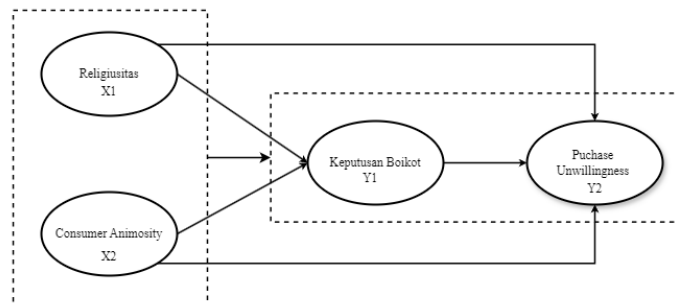 Religiusitas
X1
Keputusan Boikot
Y1
Puchase
Unwillingness
Y2
Consumer Animosity
X2